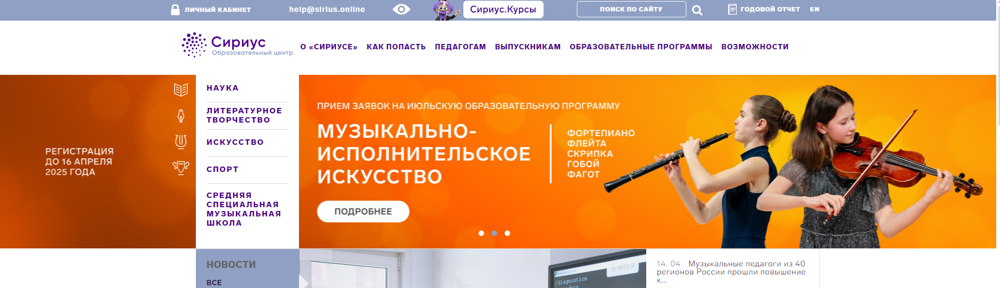 ЛИЧНЫЙ КАБИНЕТ
help@sirius.online
Сириус.Курсы
ПОИСК ПО САЙТУ
ГОДОВОЙ ОТЧЕТ
EN
Сириус
Образовательный центр
О «СИРИУСЕ»
КАК ПОПАСТЬ
ПЕДАГОГАМ
ВЫПУСКНИКАМ
ОБРАЗОВАТЕЛЬНЫЕ ПРОГРАММЫ
ВОЗМОЖНОСТИ
РЕГИСТРАЦИЯ
ДО 16 АПРЕЛЯ
2025 ГОДА
НАУКА
ЛИТЕРАТУРНОЕ
ТВОРЧЕСТВО
ИСКУССТВО
СПОРТ
СРЕДНЯЯ
СПЕЦИАЛЬНАЯ
МУЗЫКАЛЬНАЯ
ШКОЛА
ПРИЕМ ЗАЯВОК НА ИЮЛЬСКУЮ ОБРАЗОВАТЕЛЬНУЮ ПРОГРАММУ
МУЗЫКАЛЬНО-
ИСПОЛНИТЕЛЬСКОЕ
ИСКУССТВО
ФОРТЕПИАНО
ФЛЕЙТА
СКРИПКА
ГОБОЙ
ФАГОТ
ПОДРОБНЕЕ
НОВОСТИ
ВСЕ
НАУКА
401270
/diagnostics
14. 04 Музыкальные педагоги из 40
регионов России прошли повышение
к...